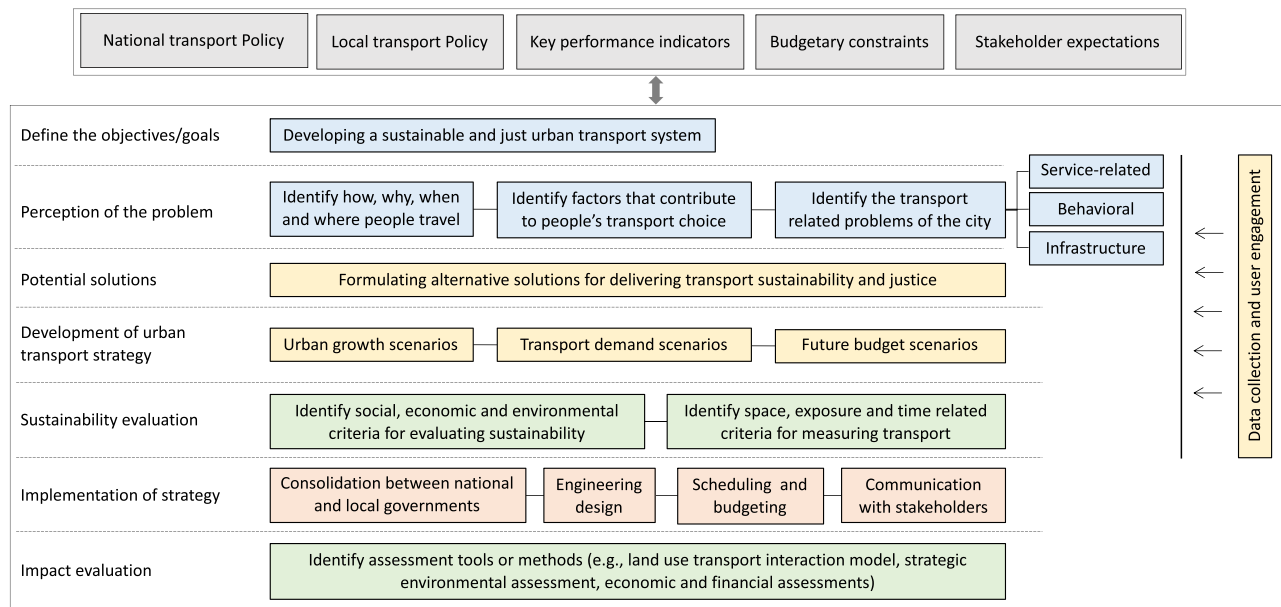 National transport Policy
Local transport Policy
Key performance indicators
Budgetary constraints
Stakeholder expectations
Define the objectives/goals
Developing a sustainable and just urban transport system
Perception of the problem
Identify how, why, when
and where people travel
Identify factors that contribute
to people's transport choice
Identify the transport
related problems of the city
Service-related
Behavioral
Infrastructure
Potential solutions
Formulating alternative solutions for delivering transport sustainability and justice
Development of urban
transport strategy
Urban growth scenarios
Transport demand scenarios
Future budget scenarios
Sustainability evaluation
Identify social, economic and environmental
criteria for evaluating sustainability
Identify space, exposure and time related
criteria for measuring transport
Implementation of strategy
Consolidation between national
and local governments
Engineering
design
Scheduling and
budgeting
Communication
with stakeholders
Impact evaluation
Identify assessment tools or methods (e.g., land use transport interaction model, strategic
environmental assessment, economic and financial assessments)
Data collection and user engagement